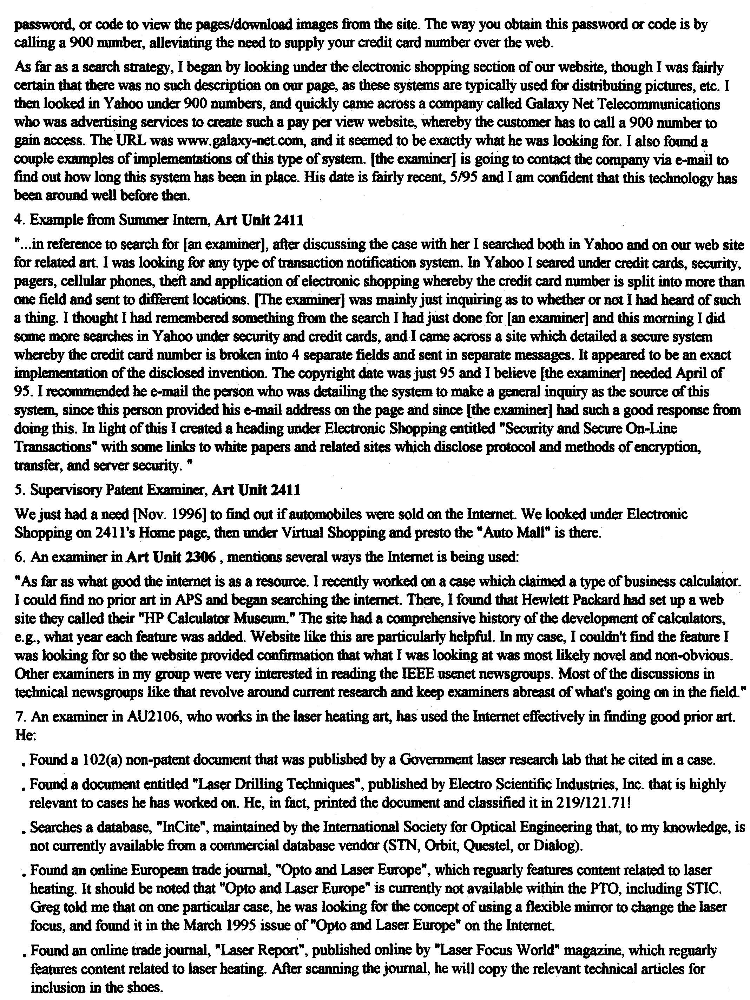 password, or code to view the pages/download images from the site. The way you obtain this password or code is by
calling a 900 number, alleviating the need to supply your credit card number over the web.
As far as a search strategy, I began by looking under the electronic shopping section of our website, though I was fairly
certain that there was no such description on our page, as these systems are typically used for distributing pictures, etc. I
then looked in Yahoo under 900 numbers, and quickly came across a company called Galaxy Net Telecommunications
who was advertising services to create such a pay per view website, whereby the customer has to call a 900 number to
gain access. The URL was www.galaxy-net.com, and it seemed to be exactly what he was looking for. I also found a
couple examples of implementations of this type of system. [the examiner] is going to contact the company via e-mail to
find out how long this system has been in place. His date is fairly recent, 5/95 and I am confident that this technology has
been around well before then.
4. Example from Summer Intern, Art Unit 2411
"...in reference to search for [an examiner], after discussing the case with her I searched both in Yahoo and on our web site
for related art. I was looking for any type of transaction notification system. In Yahoo I seared under credit cards, security,
pagers, cellular phones, theft and application of electronic shopping whereby the credit card number is split into more than
one field and sent to different locations. [The examiner] was mainly just inquiring as to whether or not I had heard of such
a thing. I thought I had remembered something from the search I had just done for [an examiner] and this morning I did
some more searches in Yahoo under security and credit cards, and I came across a site which detailed a secure system
whereby the credit card number is broken into 4 separate fields and sent in separate messages. It appeared to be an exact
implementation of the disclosed invention. The copyright date was just 95 and I believe [the examiner] needed April of
95. I recommended he e-mail the person who was detailing the system to make a general inquiry as the source of this
system, since this person provided his e-mail address on the page and since [the examiner] had such a good response from
doing this. In light of this I created a heading under Electronic Shopping entitled "Security and Secure On-Line
Transactions" with some links to white papers and related sites which disclose protocol and methods of encryption,
transfer, and server security. "
5. Supervisory Patent Examiner, Art Unit 2411
We just had a need [Nov. 1996] to find out if automobiles were sold on the Internet. We looked under Electronic
Shopping on 2411's Home page, then under Virtual Shopping and presto the "Auto Mall" is there.
6. An examiner in Art Unit 2306 , mentions several ways the Internet is being used:
"As far as what good the internet is as a resource. I recently worked on a case which claimed a type of business calculator.
I could find no prior art in APS and began searching the internet. There, I found that Hewlett Packard had set up a web
site they called their "HP Calculator Museum." The site had a comprehensive history of the development of calculators,
e.g., what year each feature was added. Website like this are particularly helpful. In my case, I couldn't find the feature I
was looking for so the website provided confirmation that what I was looking at was most likely novel and non-obvious.
Other examiners in my group were very interested in reading the IEEE usenet newsgroups. Most of the discussions in
technical newsgroups like that revolve around current research and keep examiners abreast of what's going on in the field."
7. An examiner in AU2106, who works in the laser heating art, has used the Internet effectively in finding good prior art.
He:
. Found a 102(a) non-patent document that was published by a Government laser research lab that he cited in a case.
. Found a document entitled "Laser Drilling Techniques", published by Electro Scientific Industries, Inc. that is highly
relevant to cases he has worked on. He, in fact, printed the document and classified it in 219/121.71!
. Searches a database, "InCite", maintained by the International Society for Optical Engineering that, to my knowledge, is
not currently available from a commercial database vendor (STN, Orbit, Questel, or Dialog).
. Found an online European trade journal, "Opto and Laser Europe", which reguarly features content related to laser
heating. It should be noted that "Opto and Laser Europe" is currently not available within the PTO, including STIC.
Greg told me that on one particular case, he was looking for the concept of using a flexible mirror to change the laser
focus, and found it in the March 1995 issue of "Opto and Laser Europe" on the Internet.
. Found an online trade journal, "Laser Report", published online by "Laser Focus World" magazine, which reguarly
features content related to laser heating. After scanning the journal, he will copy the relevant technical articles for
inclusion in the shoes.